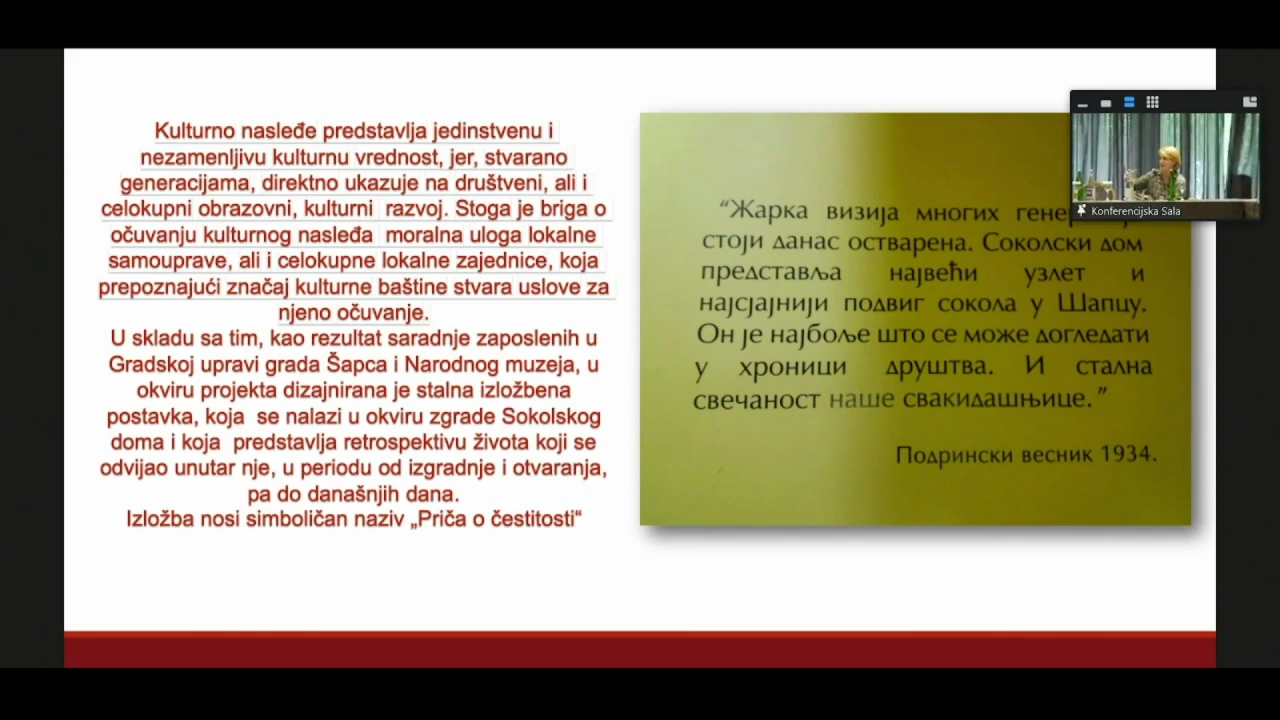 Kulturno nasleđe predstavlja jedinstvenu i
nezamenljivu kulturnu vrednost, jer, stvarano
generacijama, direktno ukazuje na društveni, ali i
celokupni obrazovni, kulturni razvoj. Stoga je briga o
očuvanju kulturnog nasleđa moralna uloga lokalne
samouprave, ali i celokupne lokalne zajednice, koja
prepoznajući značaj kulturne baštine stvara uslove za
njeno očuvanje.
U skladu sa tim, kao rezultat saradnje zaposlenih u
Gradskoj upravi grada Šapca i Narodnog muzeja, u
okviru projekta dizajnirana je stalna izložbena
postavka, koja se nalazi u okviru zgrade Sokolskog
doma i koja predstavlja retrospektivu života koji se
odvijao unutar nje, u periodu od izgradnje i otvaranja,
pa do današnjih dana.
Izložba nosi simboličan naziv „Priča o čestitosti“
“Жарка визија многих
стоји данас остварена. Соколски дом
представља највећи узлет и
најсјајнији подвиг сокола у Шапцу.
Он је најбоље што се може догледати
у хроници друштва. И стална
свечаност наше свакидашњице.”
Подрински весник 1934.
Konferencijska Sala